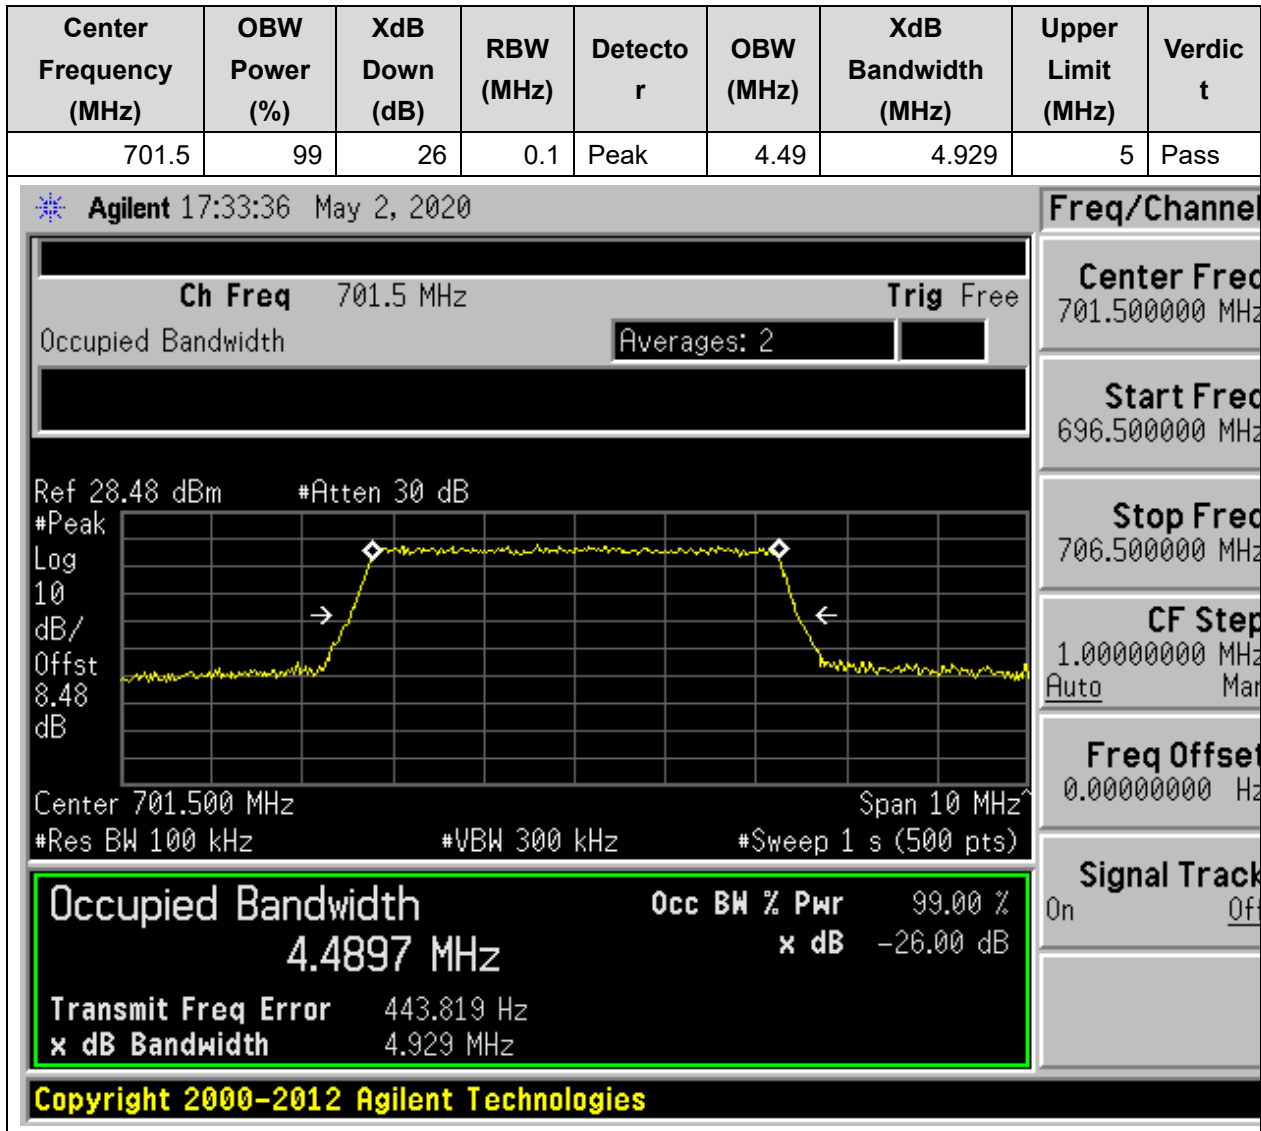 Center Frequency (MHz) OBW Power (%) XdB Down (dB) RBW (MHz) Detecto r OBW (MHz) XdB Bandwidth (MHz) Upper Limit (MHz) Verdic t
701.5 99 26 0.1 Peak 4.49 4.929 5 Pass
Agilent 17:33:36 May 2, 2020
Freq/Channel
Ch Freq 701.5 MHz Trig Free
Occupied Bandwidth Averages: 2
Center Freq
701.500000 MHz
Start Freq
696.500000 MHz
Stop Freq
706.500000 MHz
CF Step
1.00000000 MHz
Auto Man
Freq Offset
0.00000000 Hz
Signal Track
On Off
Ref 28.48 dBm #Atten 30 dB
#Peak
Log
10
dB/
Offst
8.48
dB
Center 701.500 MHz Span 10 MHz^
#Res BW 100 kHz #VBW 300 kHz #Sweep 1 s (500 pts)
Occupied Bandwidth
4.4897 MHz
Occ BW % Pwr 99.00 %
x dB -26.00 dB
Transmit Freq Error 443.819 Hz
x dB Bandwidth 4.929 MHz
Copyright 2000-2012 Agilent Technologies